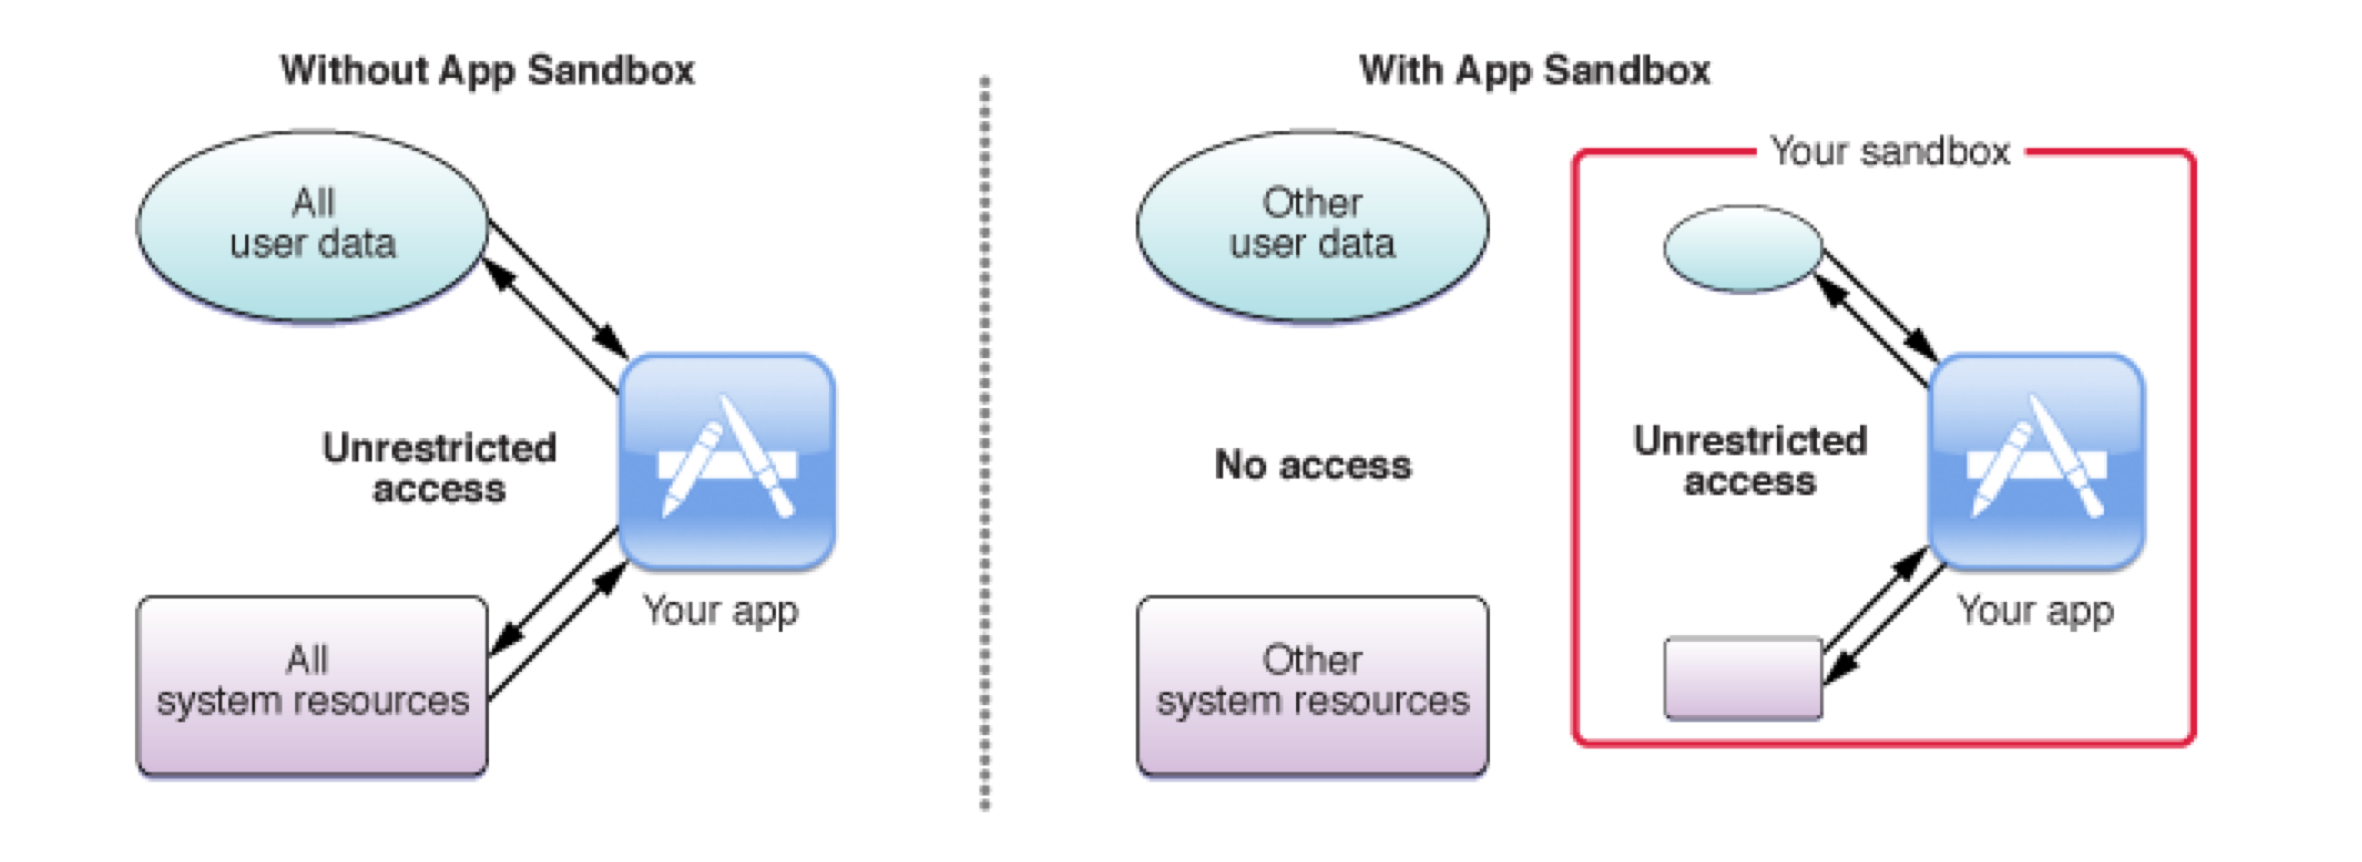 Without App Sandbox
All
user data
Unrestricted
access
Your app
All
system resources
With App Sandbox
Other
user data
No access
Other
system resources
Your sandbox
Unrestricted
access
Your app